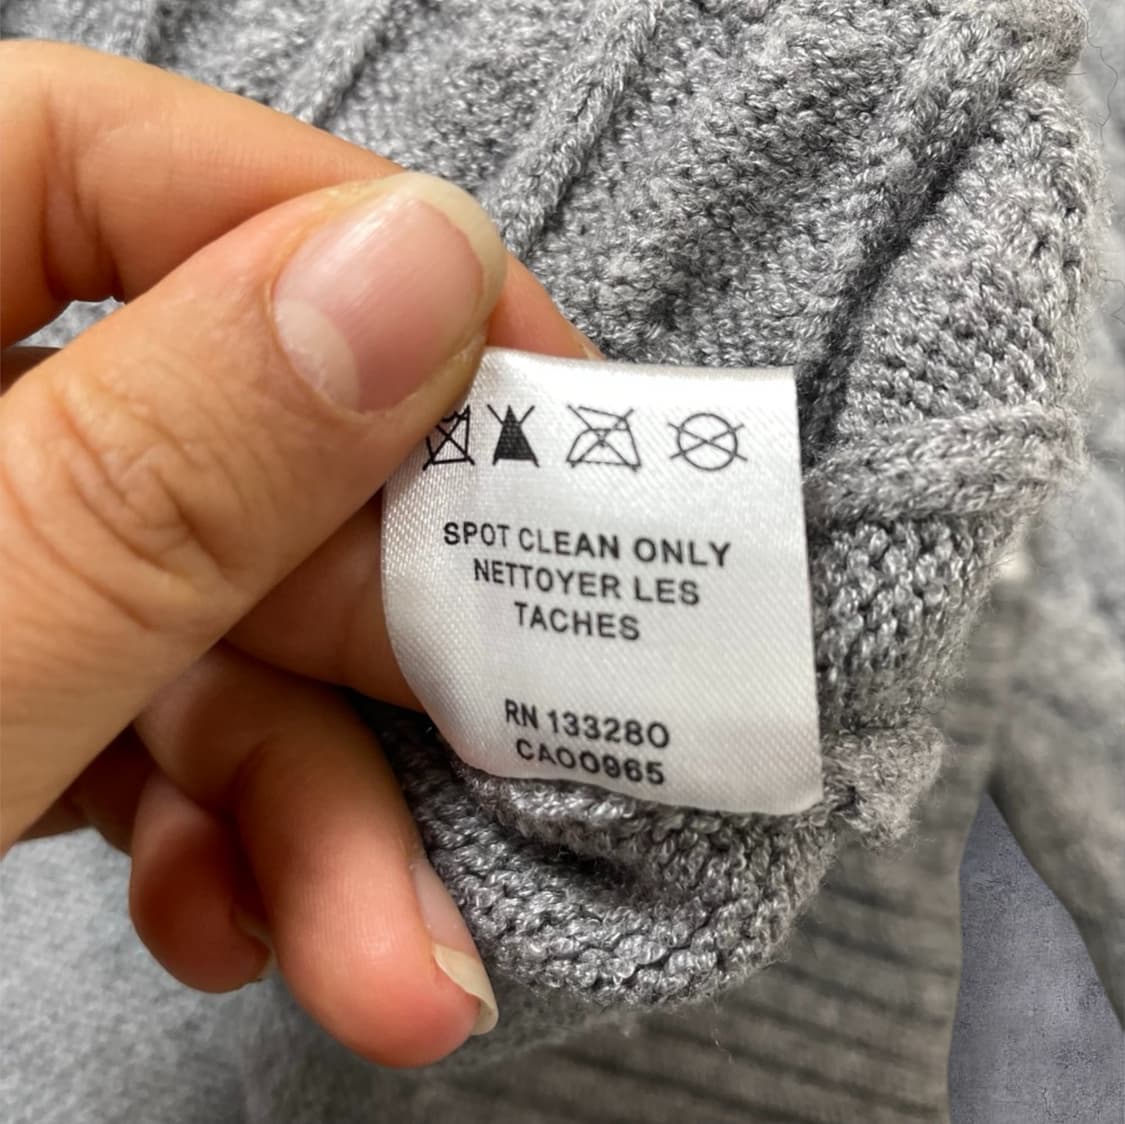 SPOT CLEAN ONLY
NETTOYER LES
TACHES
RN 133280
CA00965